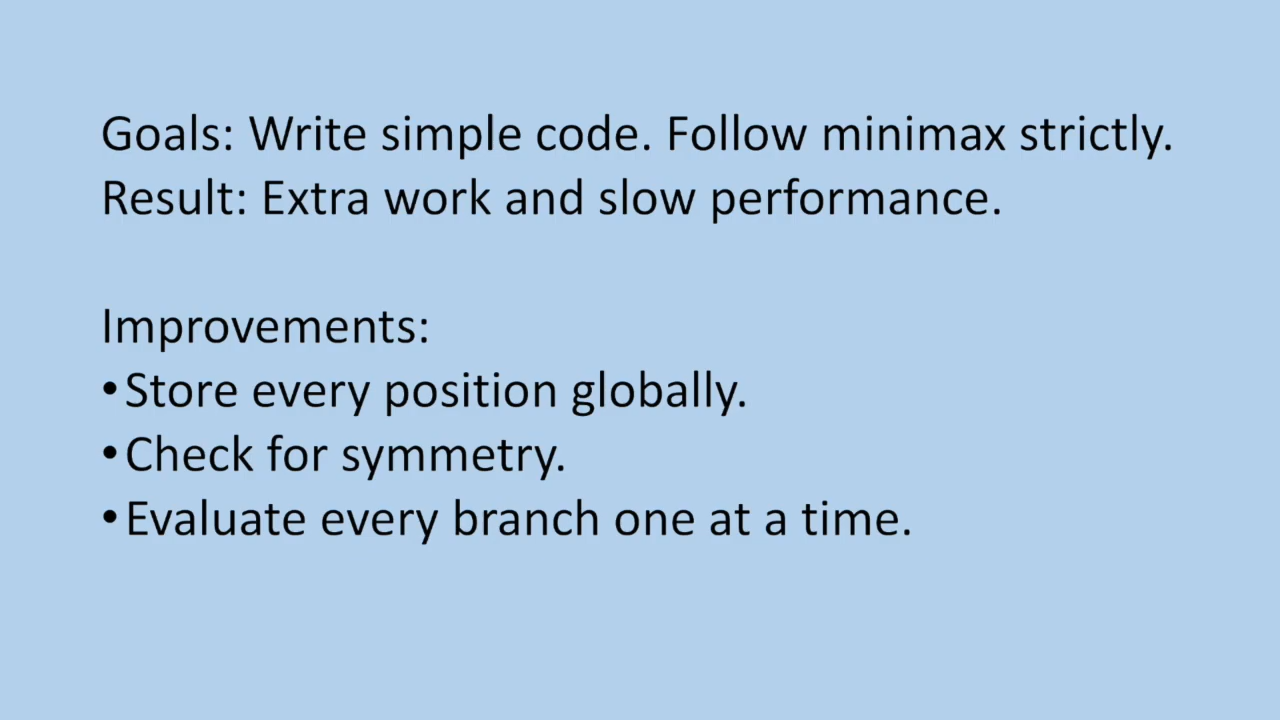 Goals: Write simple code. Follow minimax strictly.
Result: Extra work and slow performance.
Improvements:
•Store every position globally.
•Check for symmetry.
•Evaluate every branch one at a time.